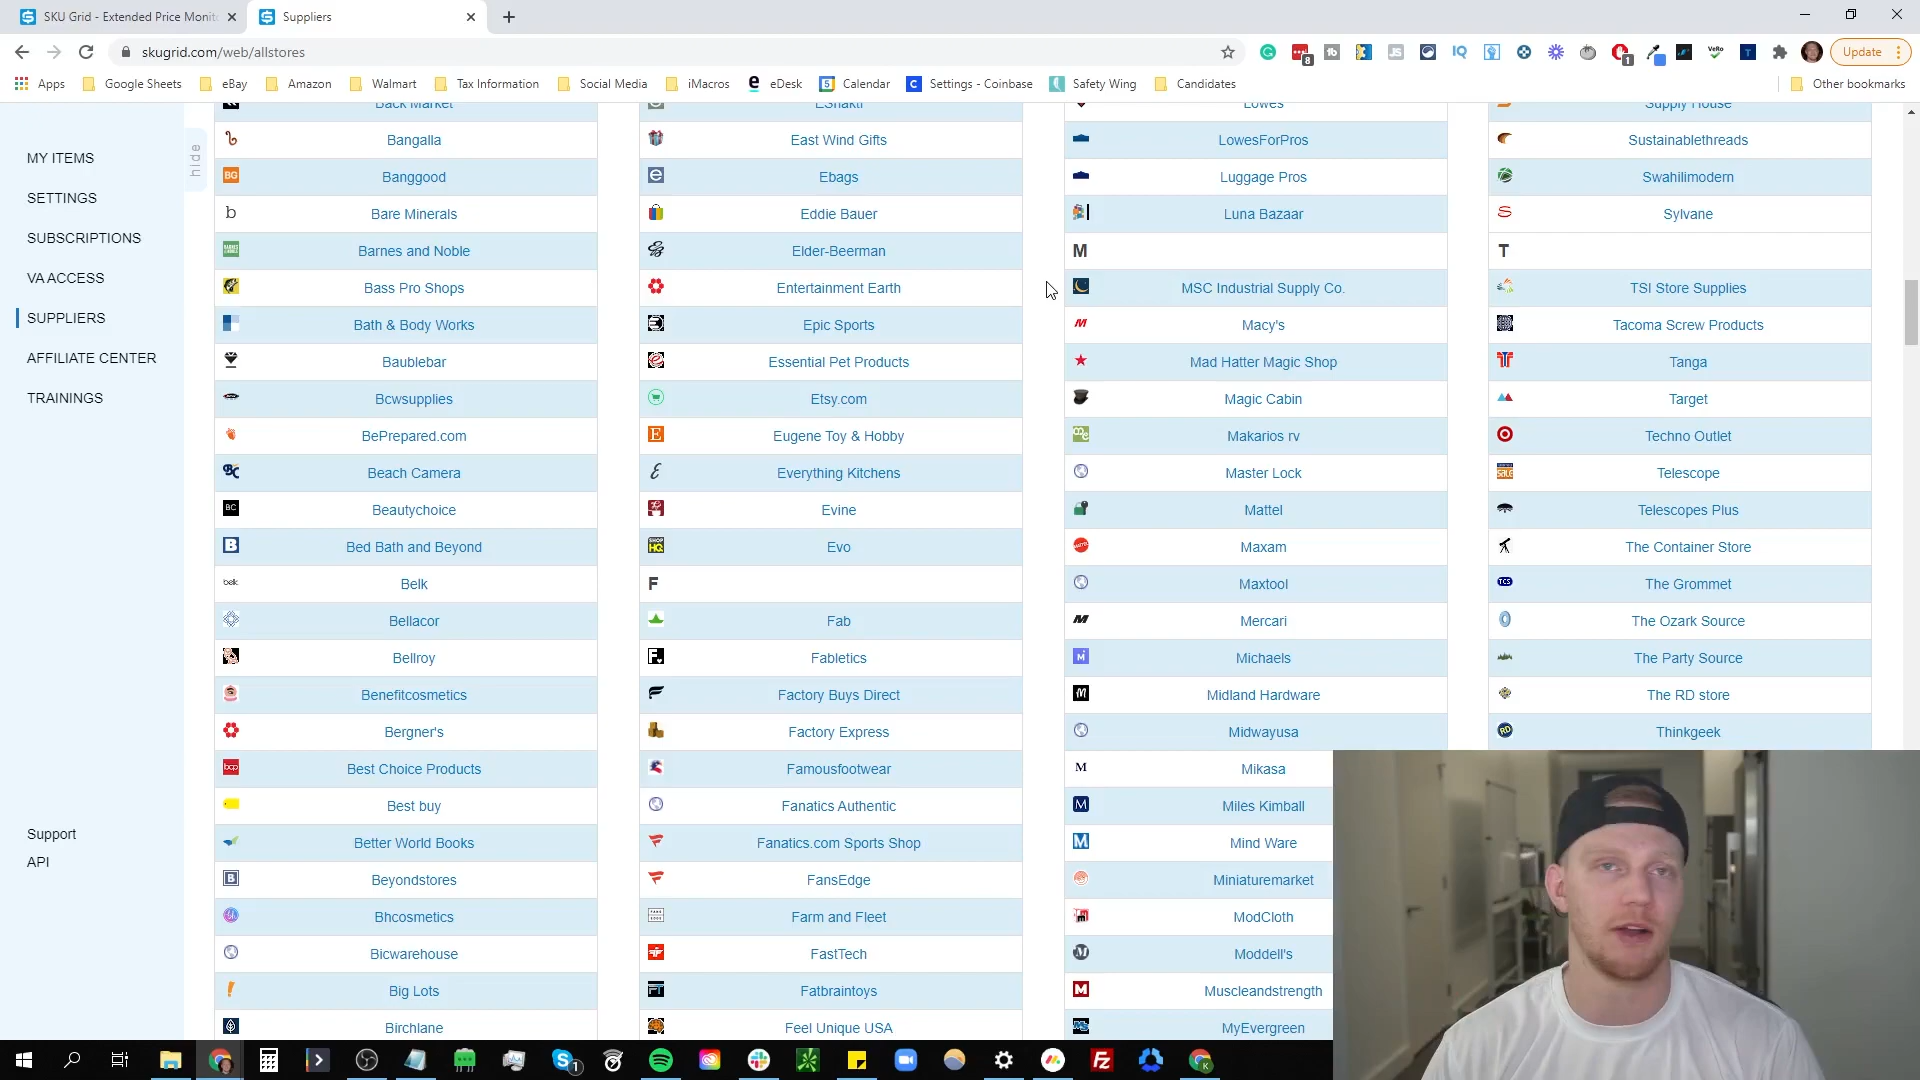 SKU Grid - Extended Price Monit
Suppliers
skugrid.com/web/allstores
Update
Apps
Google Sheets
eBay
Amazon
Walmart
Tax Information
Social Media
iMacros
eDesk
Calendar
Settings - Coinbase
Safety Wing
Candidates
Other bookmarks
hide
MY ITEMS
SETTINGS
SUBSCRIPTIONS
VA ACCESS
SUPPLIERS
AFFILIATE CENTER
TRAININGS
Support
API
Back Market
Bangalla
Banggood
Bare Minerals
Barnes and Noble
Bass Pro Shops
Bath & Body Works
Baublebar
Bcwsupplies
BePrepared.com
Beach Camera
Beautychoice
Bed Bath and Beyond
Belk
Bellacor
Bellroy
Benefitcosmetics
Bergner's
Best Choice Products
Best buy
Better World Books
Beyondstores
Bhcosmetics
Bicwarehouse
Big Lots
Birchlane
EShakti
East Wind Gifts
Ebags
Eddie Bauer
Elder-Beerman
Entertainment Earth
Epic Sports
Essential Pet Products
Etsy.com
Eugene Toy & Hobby
Everything Kitchens
Evine
Evo
F
Fab
Fabletics
Factory Buys Direct
Factory Express
Famousfootwear
Fanatics Authentic
Fanatics.com Sports Shop
FansEdge
Farm and Fleet
FastTech
Fatbraintoys
Feel Unique USA
Lowes
LowesForPros
Luggage Pros
Luna Bazaar
M
MSC Industrial Supply Co.
Macy's
Mad Hatter Magic Shop
Magic Cabin
Makarios rv
Master Lock
Mattel
Maxam
Maxtool
Mercari
Michaels
Midland Hardware
Midwayusa
Mikasa
Miles Kimball
Mind Ware
Miniaturemarket
ModCloth
Moddell's
Muscleandstrength
MyEvergreen
Supply House
Sustainablethreads
Swahilimodern
Sylvane
T
TSI Store Supplies
Tacoma Screw Products
Tanga
Target
Techno Outlet
Telescope
Telescopes Plus
The Container Store
The Grommet
The Ozark Source
The Party Source
The RD store
Thinkgeek